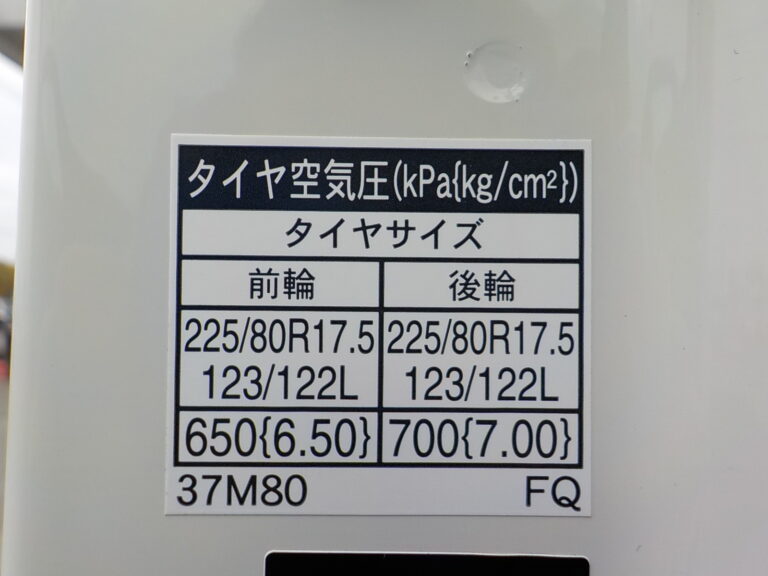 タイヤ空気圧(kPa{kg/cm²})
タイヤサイズ
前輪 後輪
225/80R17.5 225/80R17.5
123/122L 123/122L
650{6.50} 700{7.00}
37M80 FQ